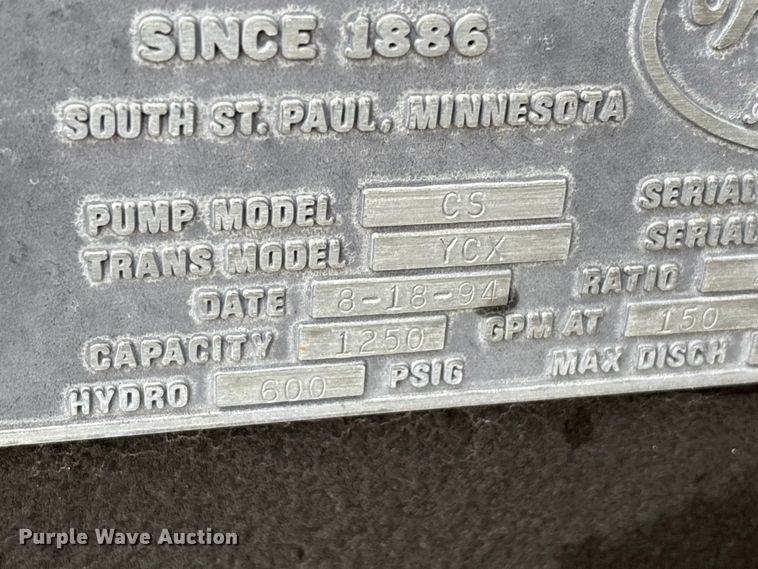 SINCE 1886
SOUTH ST. PAUL, MINNESOTA
PUMP MODEL CS SERIAL
TRANS MODEL YCX SERIAL
DATE 8-18-94 RATIO
CAPACITY 1250 GPM AT 150
HYDRO 600 PSIG MAX DISCH
Purple Wave Auction